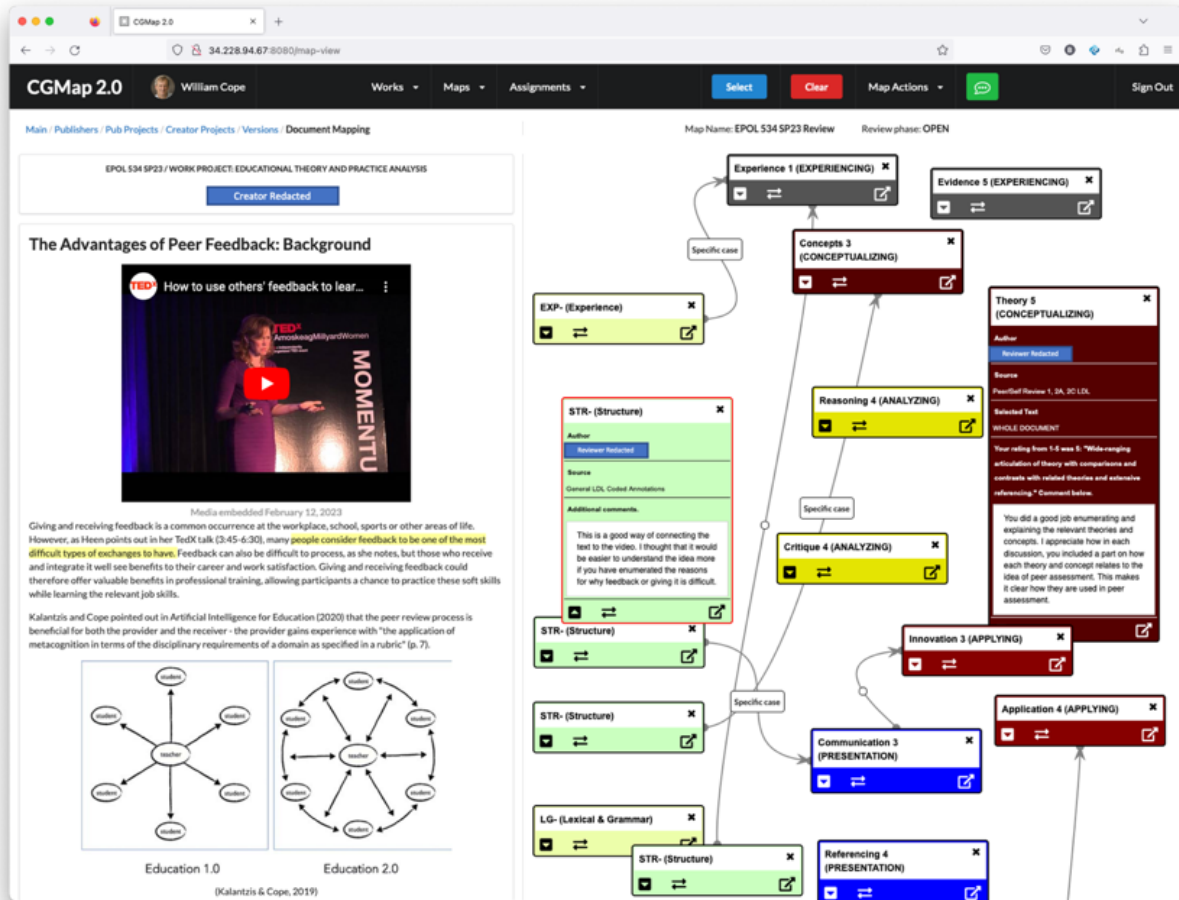 CGMap 2.0
34.228.94.67:8080/map-view
CGMap 2.0
William Cope
Works
Maps
Assignments
Select
Clear
Map Actions
Sign Out
Main / Publishers / Pub Projects / Creator Projects / Versions / Document Mapping
Map Name: EPOL 534 SP23 Review
Review phase: OPEN
EPOL 534 SP23 / WORK PROJECT: EDUCATIONAL THEORY AND PRACTICE ANALYSIS
Creator Redacted
The Advantages of Peer Feedback: Background
TEDx
How to use others' feedback to lear...
TEDx
AmoskeagMillyardWomen
MOMENTU
Media embedded February 12, 2023
Giving and receiving feedback is a common occurrence at the workplace, school, sports or other areas of life.
However, as Heen points out in her TedX talk (3:45-6:30), many people consider feedback to be one of the most
difficult types of exchanges to have. Feedback can also be difficult to process, as she notes, but those who receive
and integrate it well see benefits to their career and work satisfaction. Giving and receiving feedback could
therefore offer valuable benefits in professional training, allowing participants a chance to practice these soft skills
while learning the relevant job skills.
Kalantzis and Cope pointed out in Artificial Intelligence for Education (2020) that the peer review process is
beneficial for both the provider and the receiver - the provider gains experience with "the application of
metacognition in terms of the disciplinary requirements of a domain as specified in a rubric" (p. 7).
student
student
student
teacher
student
student
student
student
student
student
teacher
student
student
student
Education 1.0
Education 2.0
(Kalantzis & Cope, 2019)
Experience 1 (EXPERIENCING)
Evidence 5 (EXPERIENCING)
Specific case
Concepts 3
(CONCEPTUALIZING)
EXP- (Experience)
Theory 5
(CONCEPTUALIZING)
Author
Reviewer Redacted
Source
Peer/Self Review 1, 2A, 2C LDL
Selected Text
WHOLE DOCUMENT
Your rating from 1-5 was 5: "Wide-ranging
articulation of theory with comparisons and
contrasts with related theories and extensive
referencing." Comment below.
You did a good job enumerating and
explaining the relevant theories and
concepts. I appreciate how in each
discussion, you included a part on how
each theory and concept relates to the
idea of peer assessment. This makes
it clear how they are used in peer
assessment.
Reasoning 4 (ANALYZING)
STR- (Structure)
Author
Reviewer Redacted
Source
General LDL Coded Annotations
Additional comments.
This is a good way of connecting the
text to the video. I thought that it would
be easier to understand the idea more
if you have enumerated the reasons
for why feedback or giving it is difficult.
Specific case
Critique 4 (ANALYZING)
STR- (Structure)
Innovation 3 (APPLYING)
Specific case
STR- (Structure)
Application 4 (APPLYING)
Communication 3
(PRESENTATION)
LG- (Lexical & Grammar)
STR- (Structure)
Referencing 4
(PRESENTATION)